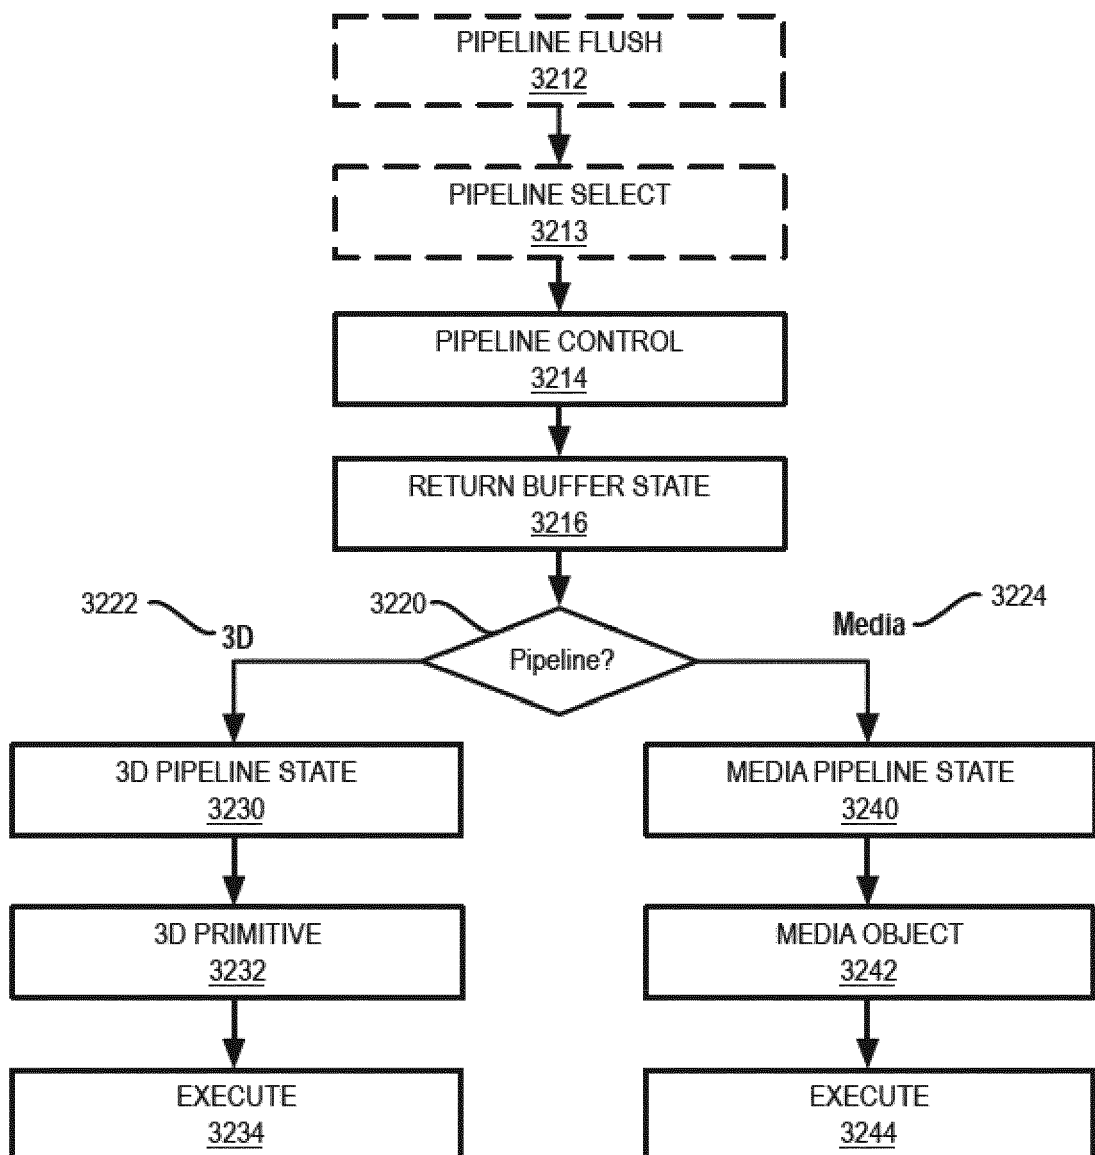 PIPELINE FLUSH
3212
PIPELINE SELECT
3213
PIPELINE CONTROL
3214
RETURN BUFFER STATE
3216
3222
3D
3220
Pipeline?
Media
3224
3D PIPELINE STATE
3230
MEDIA PIPELINE STATE
3240
3D PRIMITIVE
3232
MEDIA OBJECT
3242
EXECUTE
3234
EXECUTE
3244